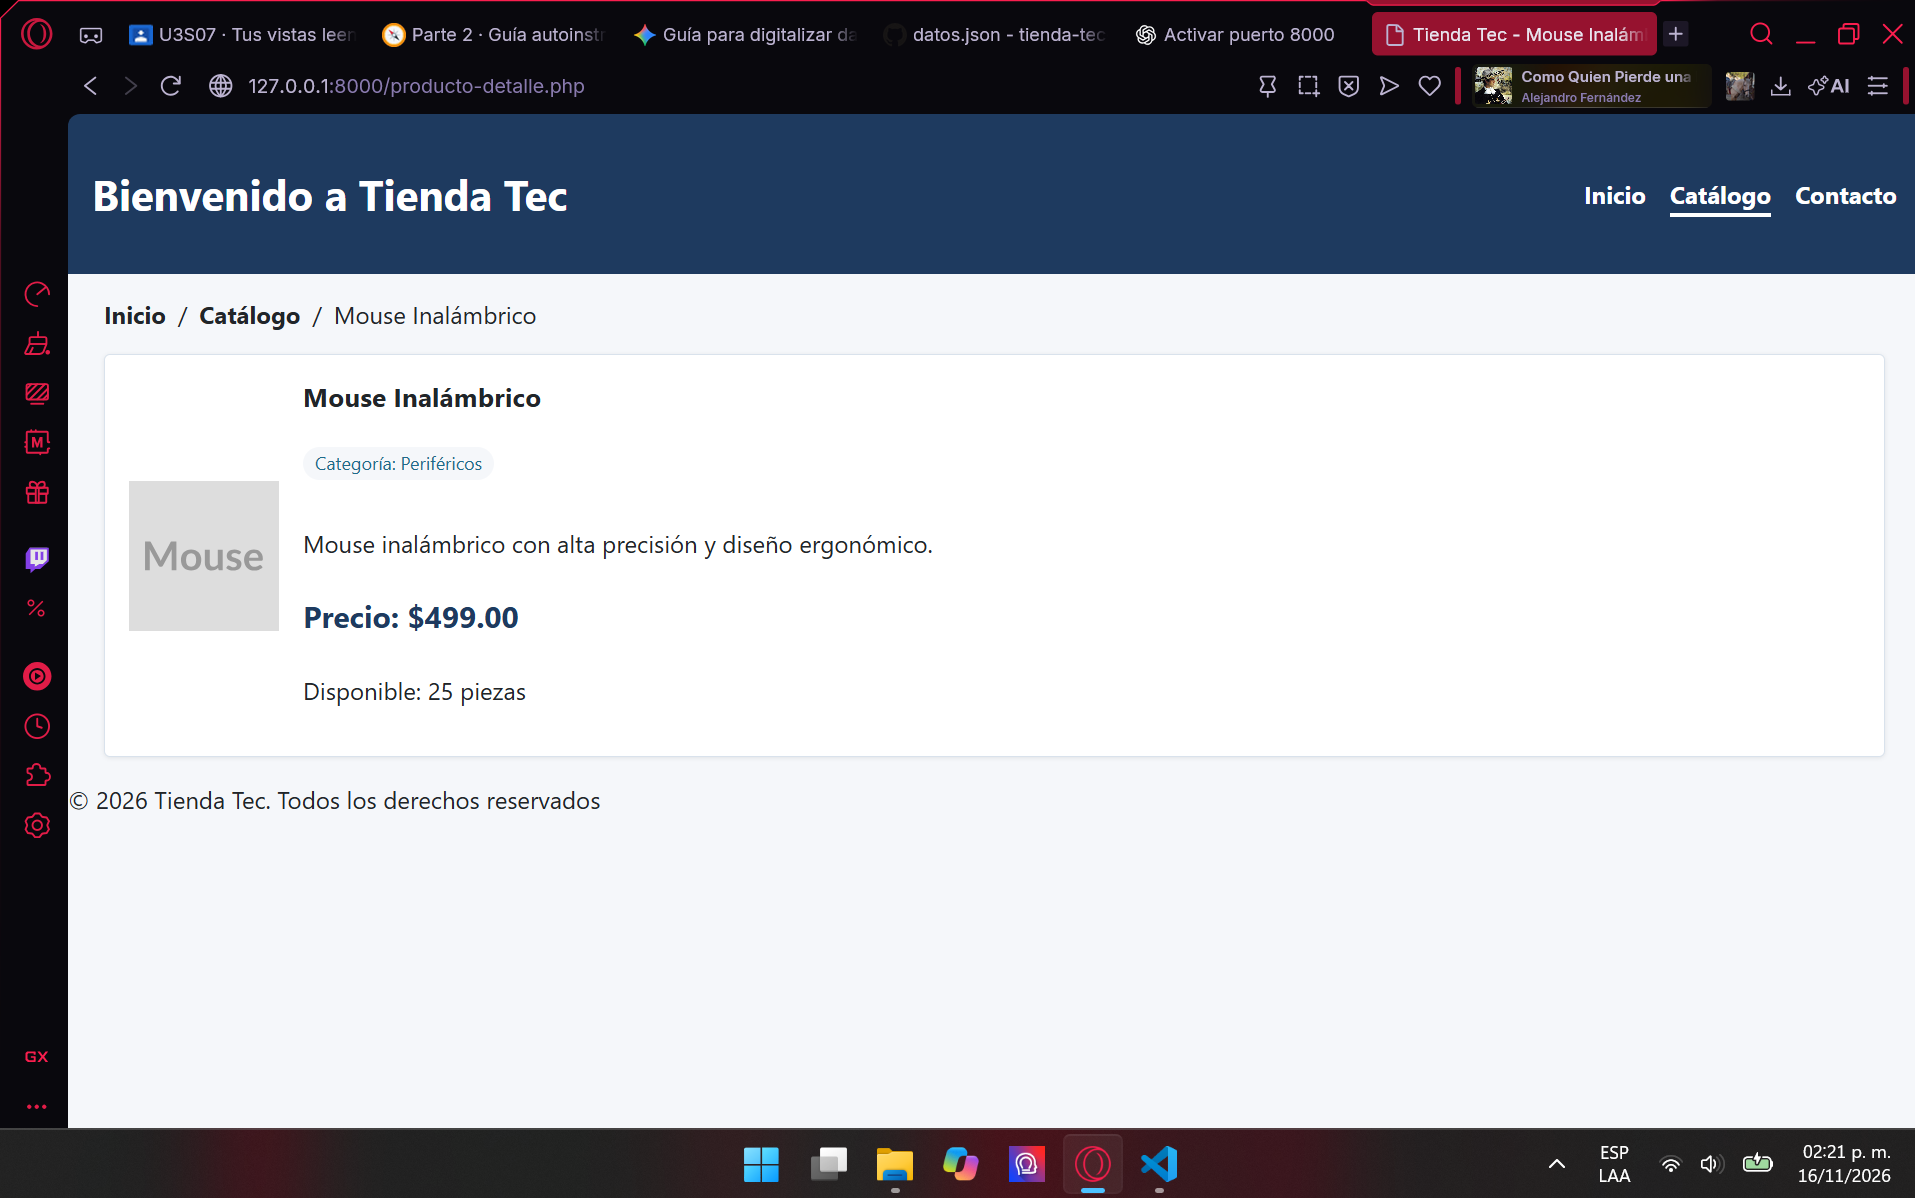 U3S07 · Tus vistas leen
Parte 2 · Guía autoinstr
Guía para digitalizar da
datos.json - tienda-tec
Activar puerto 8000
Tienda Tec - Mouse Inalám
127.0.0.1:8000/producto-detalle.php
Como Quien Pierde una
Alejandro Fernández
AI
Bienvenido a Tienda Tec
Inicio
Catálogo
Contacto
Inicio / Catálogo / Mouse Inalámbrico
Mouse
Mouse Inalámbrico
Categoría: Periféricos
Mouse inalámbrico con alta precisión y diseño ergonómico.
Precio: $499.00
Disponible: 25 piezas
© 2026 Tienda Tec. Todos los derechos reservados
M
GX
ESP
LAA
02:21 p. m.
16/11/2026